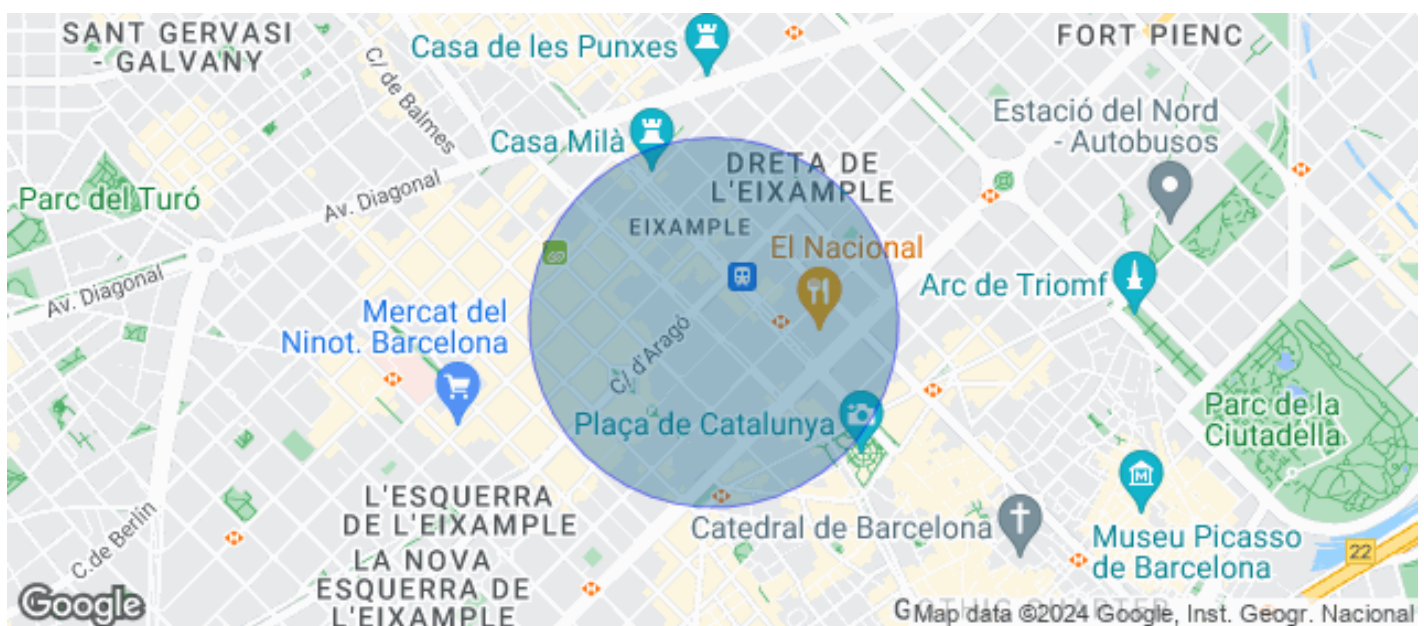 SANT GERVASI
- GALVANY
C/ de Balmes
Casa de les Punxes
FORT PIENC
Estació del Nord
- Autobusos
Casa Milà
DRETA DE
L'EIXAMPLE
Parc del Turó
Av. Diagonal
EIXAMPLE
El Nacional
Av. Diagonal
Arc de Triomf
Mercat del
Ninot. Barcelona
C/ d'Aragó
Plaça de Catalunya
Parc de la
Ciutadella
L'ESQUERRA
DE L'EIXAMPLE
Catedral de Barcelona
Museu Picasso
de Barcelona
22
C. de Berlín
LA NOVA
ESQUERRA DE
L'EIXAMPLE
Google
Map data ©2024 Google, Inst. Geogr. Nacional